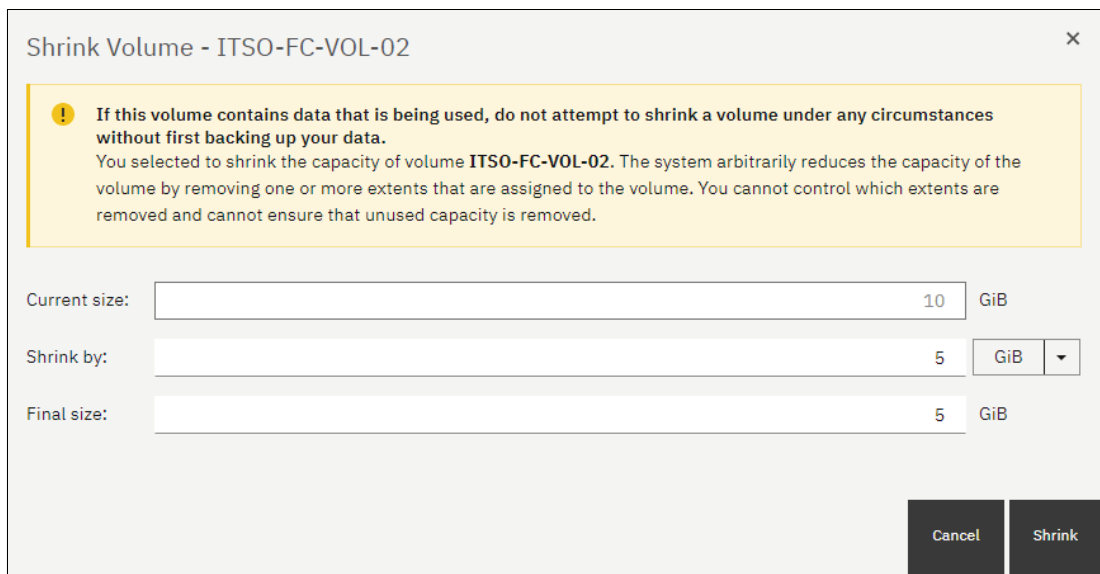 Shrink Volume - ITSO-FC-VOL-02
If this volume contains data that is being used, do not attempt to shrink a volume under any circumstances
without first backing up your data.
You selected to shrink the capacity of volume ITSO-FC-VOL-02. The system arbitrarily reduces the capacity of the
volume by removing one or more extents that are assigned to the volume. You cannot control which extents are
removed and cannot ensure that unused capacity is removed.
Current size: 10 GiB
Shrink by: 5 GiB
Final size: 5 GiB
Cancel Shrink